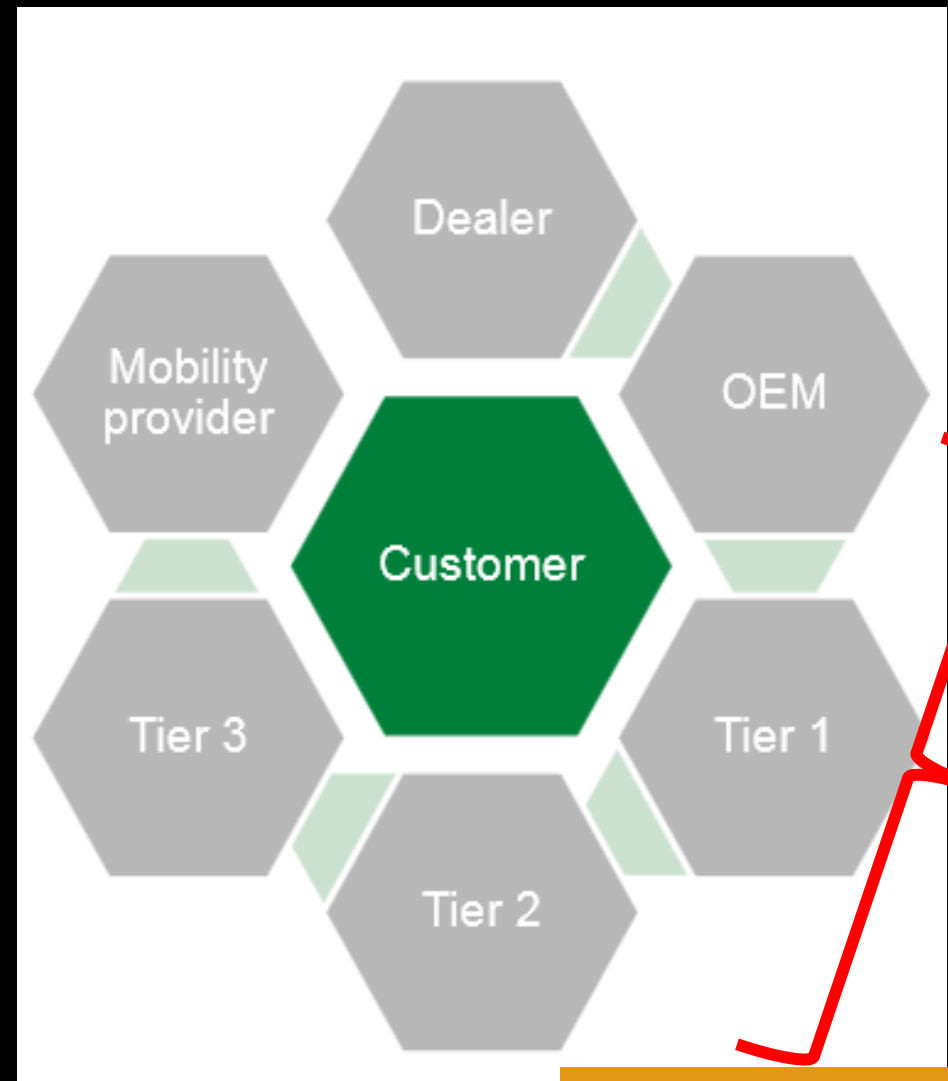 Dealer
Mobility
provider
OEM
Customer
Tier 3
Tier 1
Tier 2